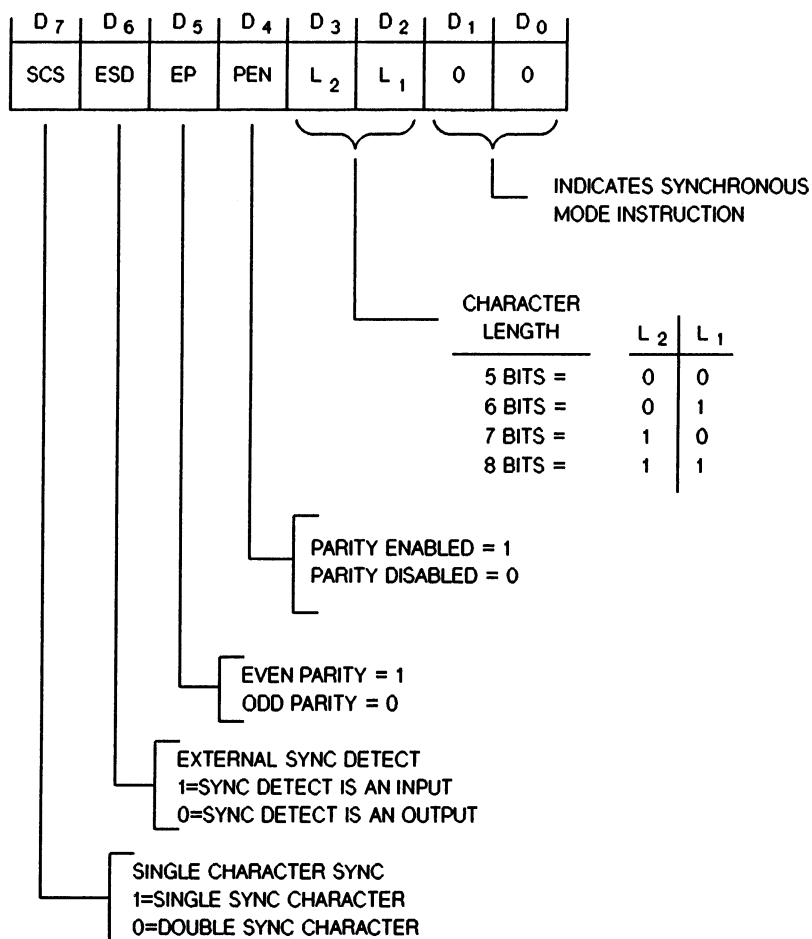 D7 D6 D5 D4 D3 D2 D1 D0
SCS ESD EP PEN L2 L1 0 0
INDICATES SYNCHRONOUS
MODE INSTRUCTION
CHARACTER
LENGTH L2 L1
5 BITS = 0 0
6 BITS = 0 1
7 BITS = 1 0
8 BITS = 1 1
PARITY ENABLED = 1
PARITY DISABLED = 0
EVEN PARITY = 1
ODD PARITY = 0
EXTERNAL SYNC DETECT
1=SYNC DETECT IS AN INPUT
0=SYNC DETECT IS AN OUTPUT
SINGLE CHARACTER SYNC
1=SINGLE SYNC CHARACTER
0=DOUBLE SYNC CHARACTER